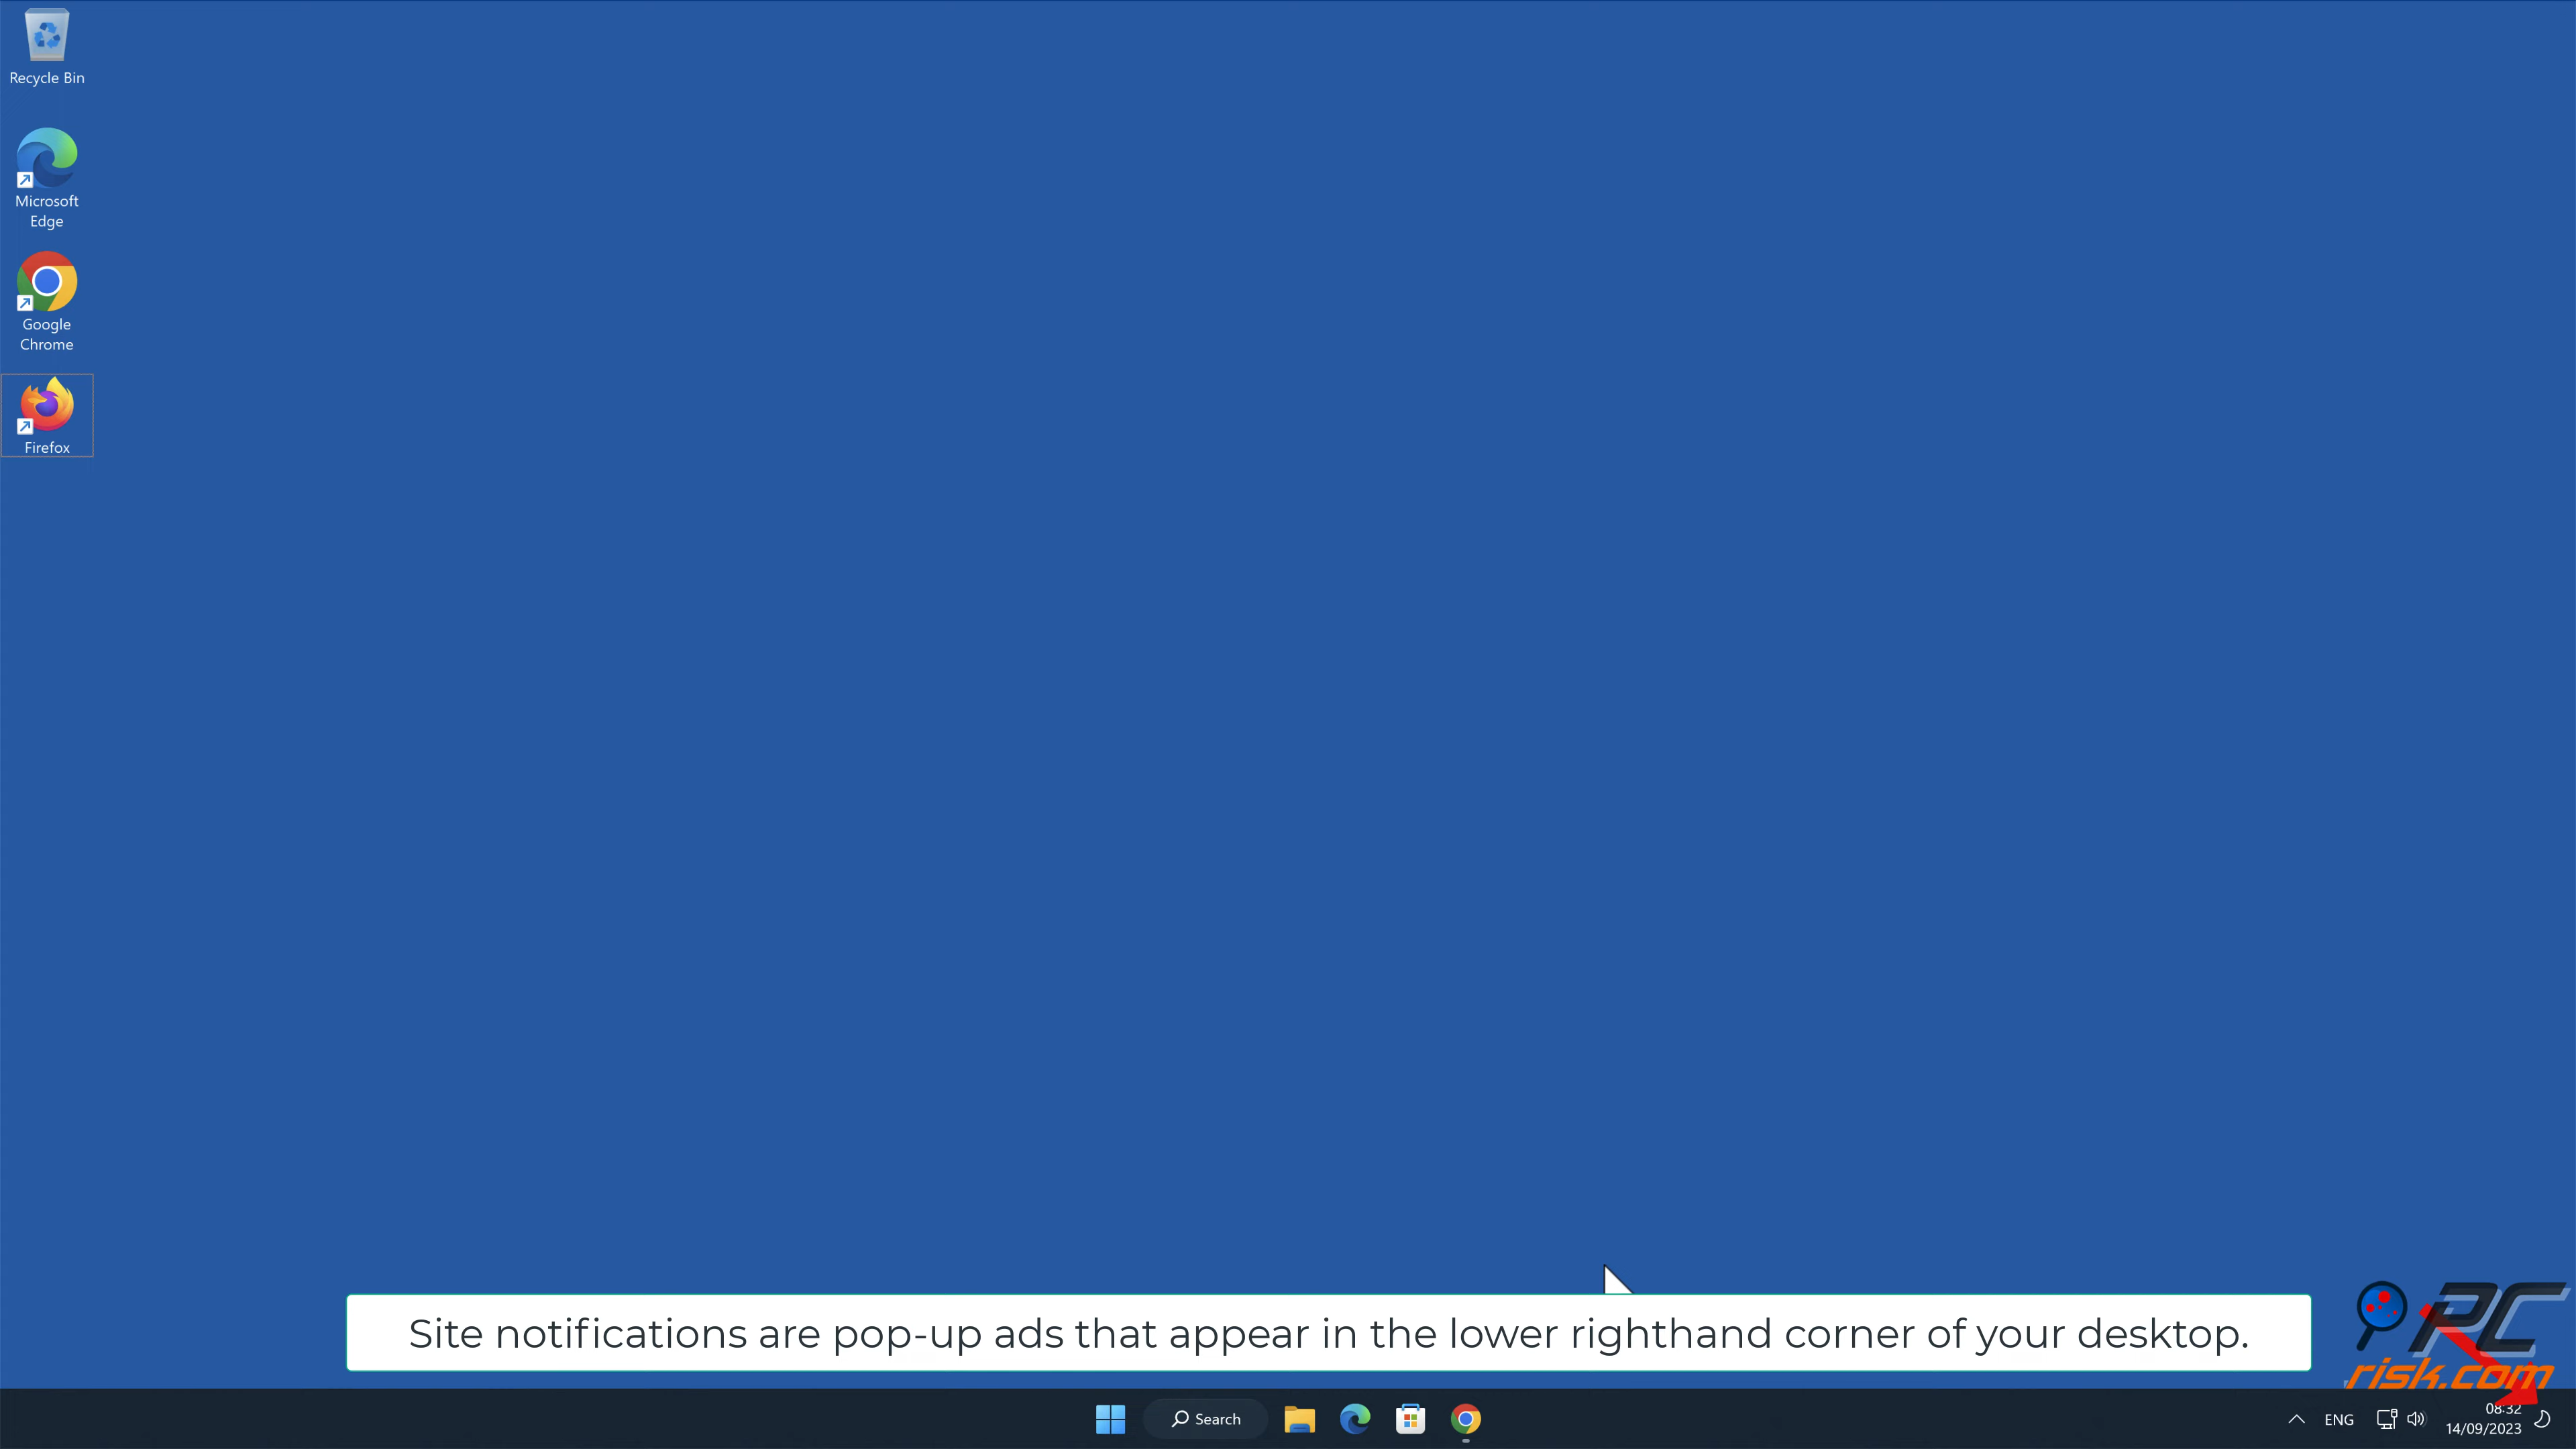 Recycle Bin
Microsoft
Edge
Google
Chrome
Firefox
Site notifications are pop-up ads that appear in the lower righthand corner of your desktop.
PC
risk.com
Search
ENG
08:32
14/09/2023